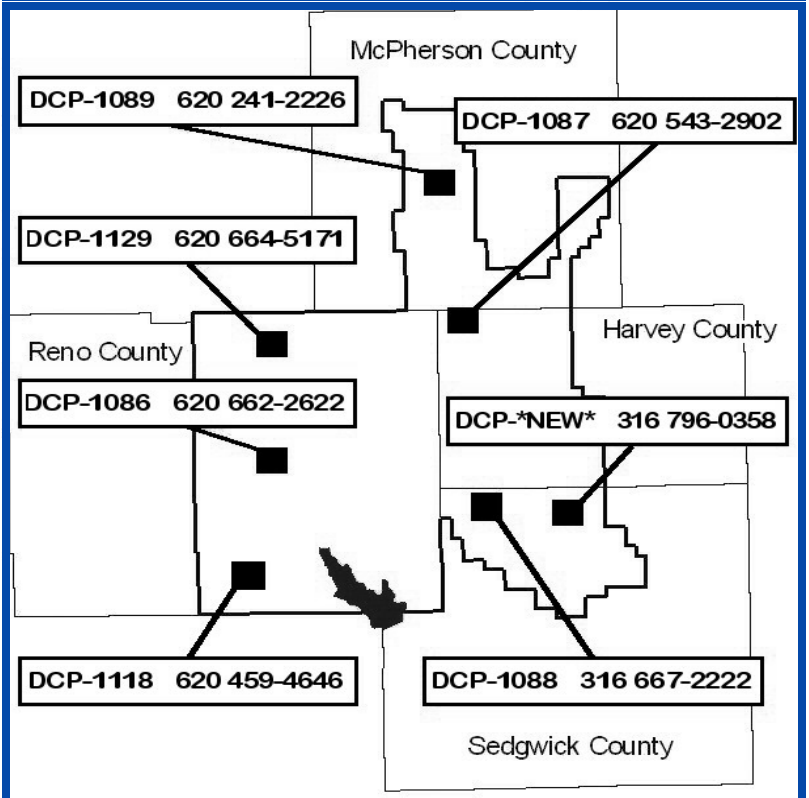 McPherson County
DCP-1089 620 241-2226
DCP-1087 620 543-2902
DCP-1129 620 664-5171
Harvey County
Reno County
DCP-1086 620 662-2622
DCP-*NEW* 316 796-0358
DCP-1118 620 459-4646
DCP-1088 316 667-2222
Sedgwick County